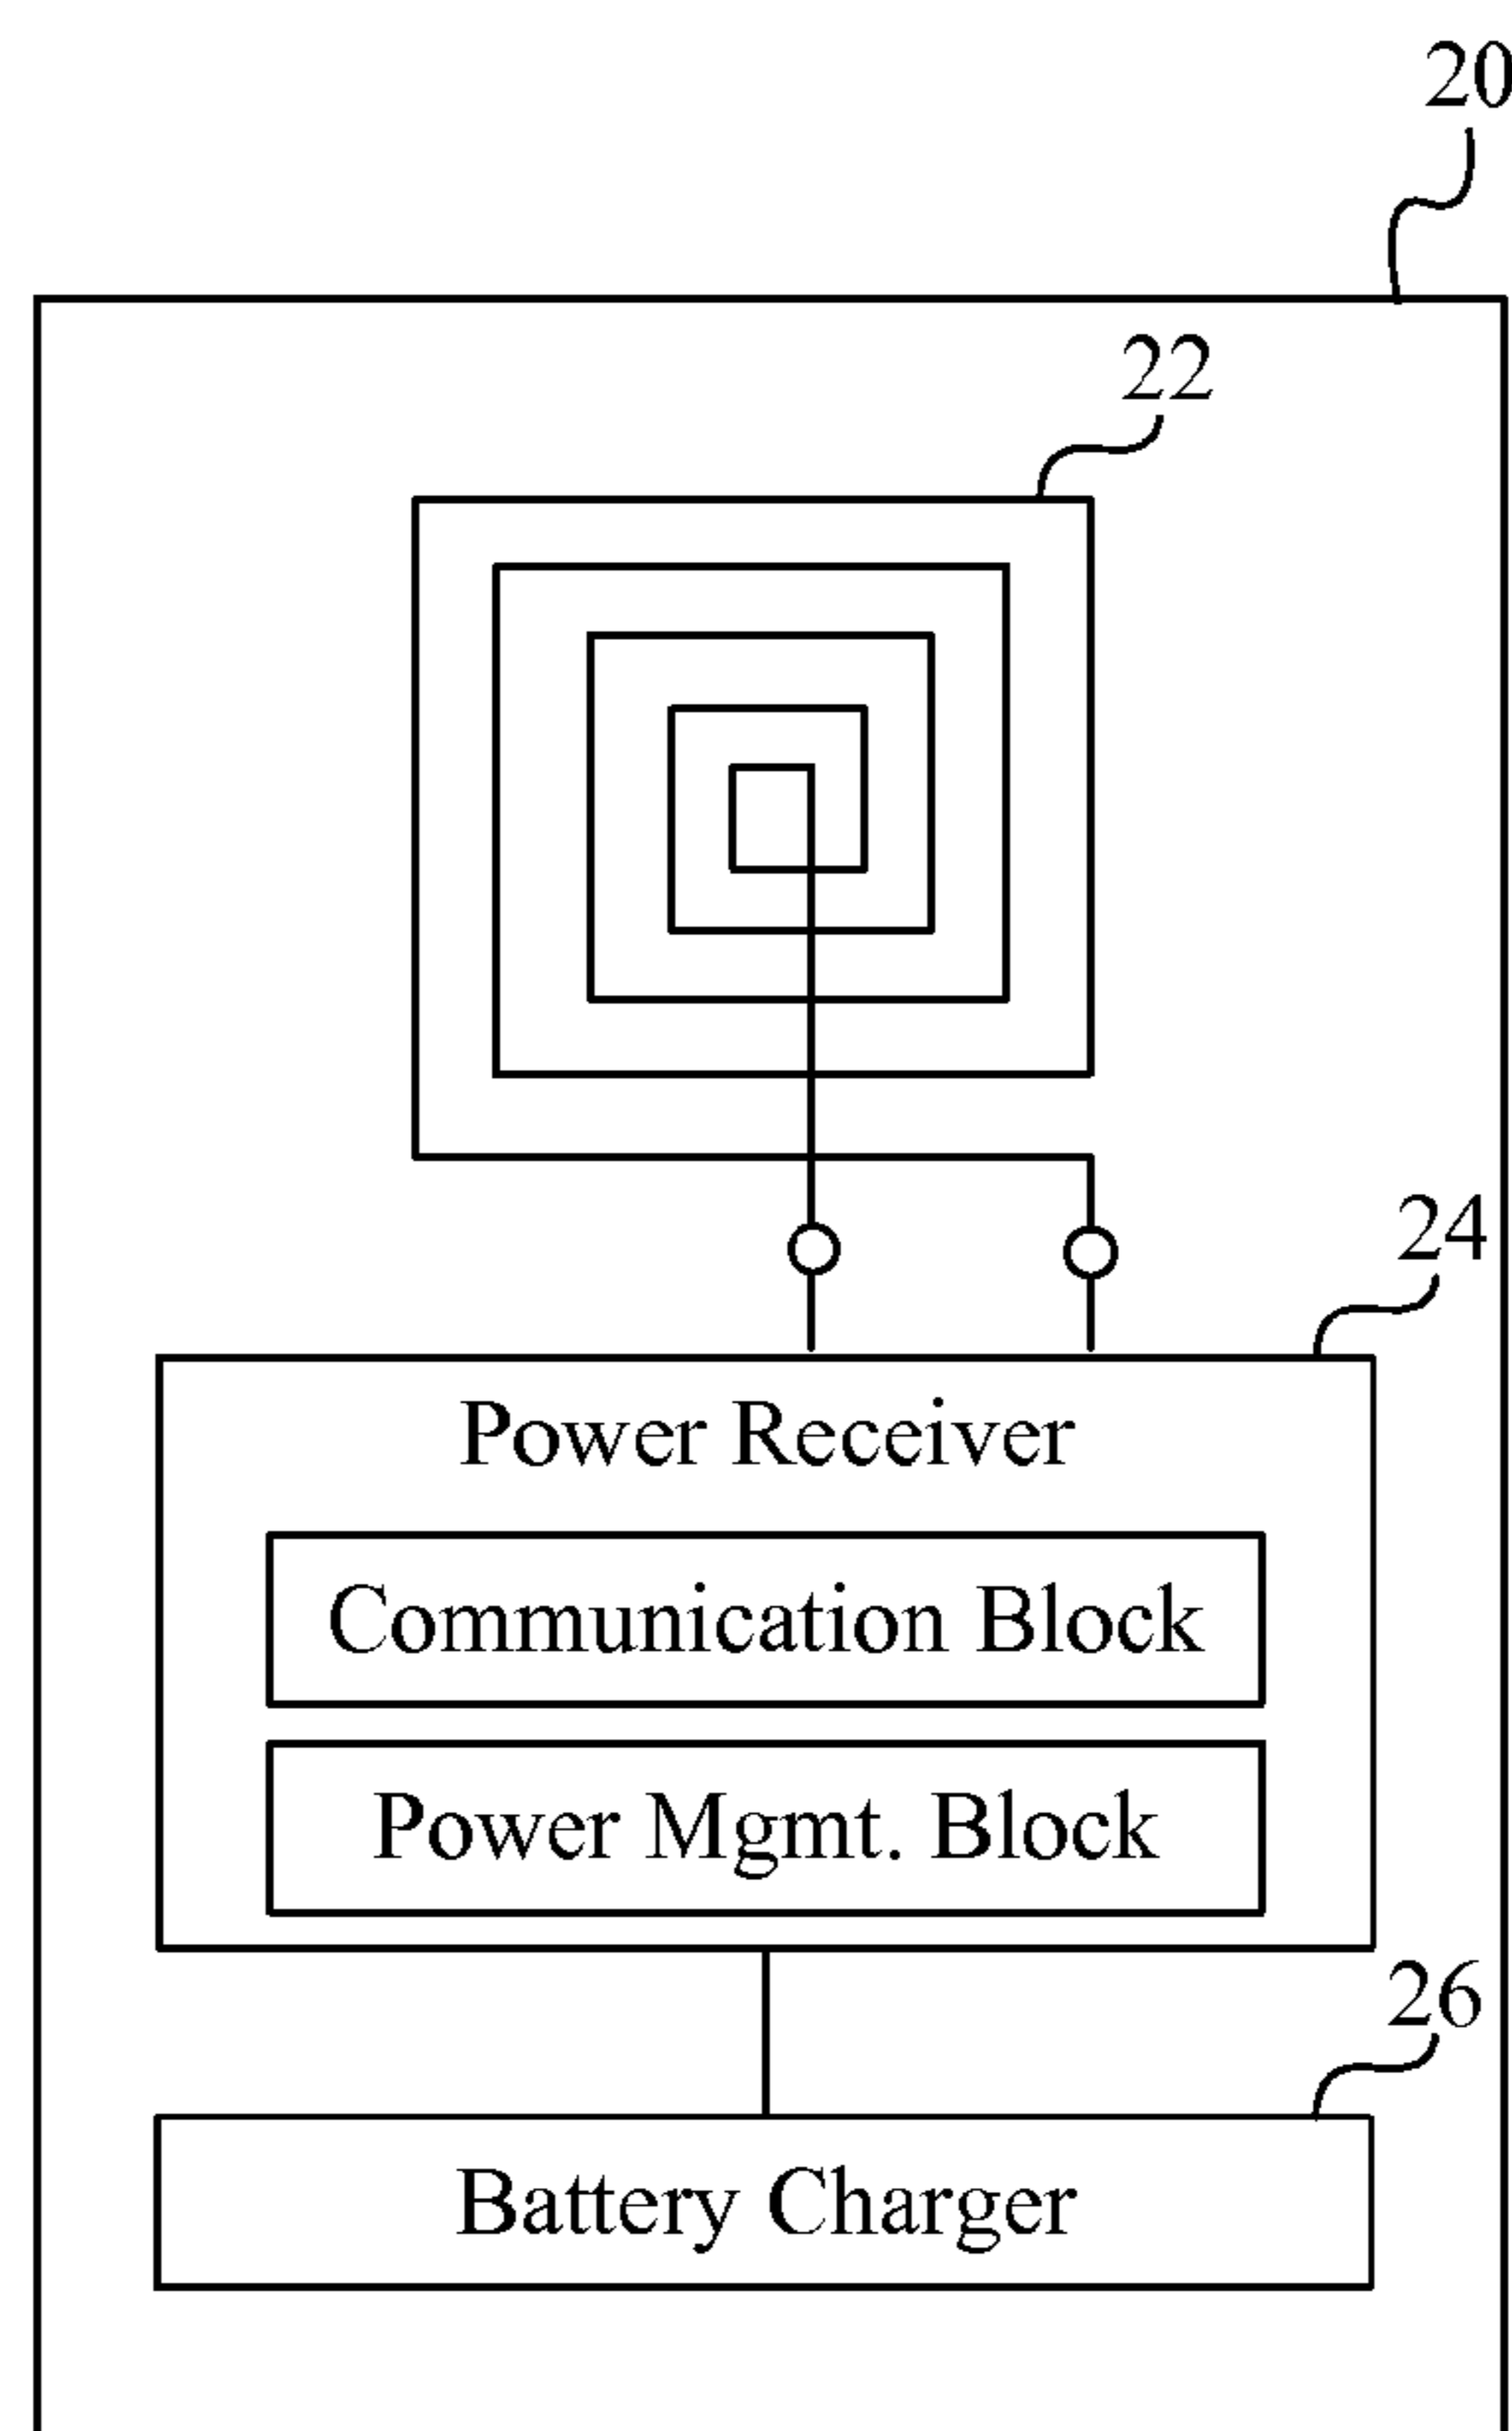 20
22
24
Power Receiver
Communication Block
Power Mgmt. Block
26
Battery Charger